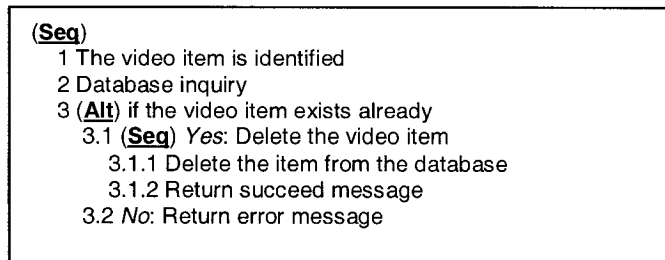 (Seq)
1 The video item is identified
2 Database inquiry
3 (Alt) if the video item exists already
3.1 (Seq) Yes: Delete the video item
3.1.1 Delete the item from the database
3.1.2 Return succeed message
3.2 No: Return error message